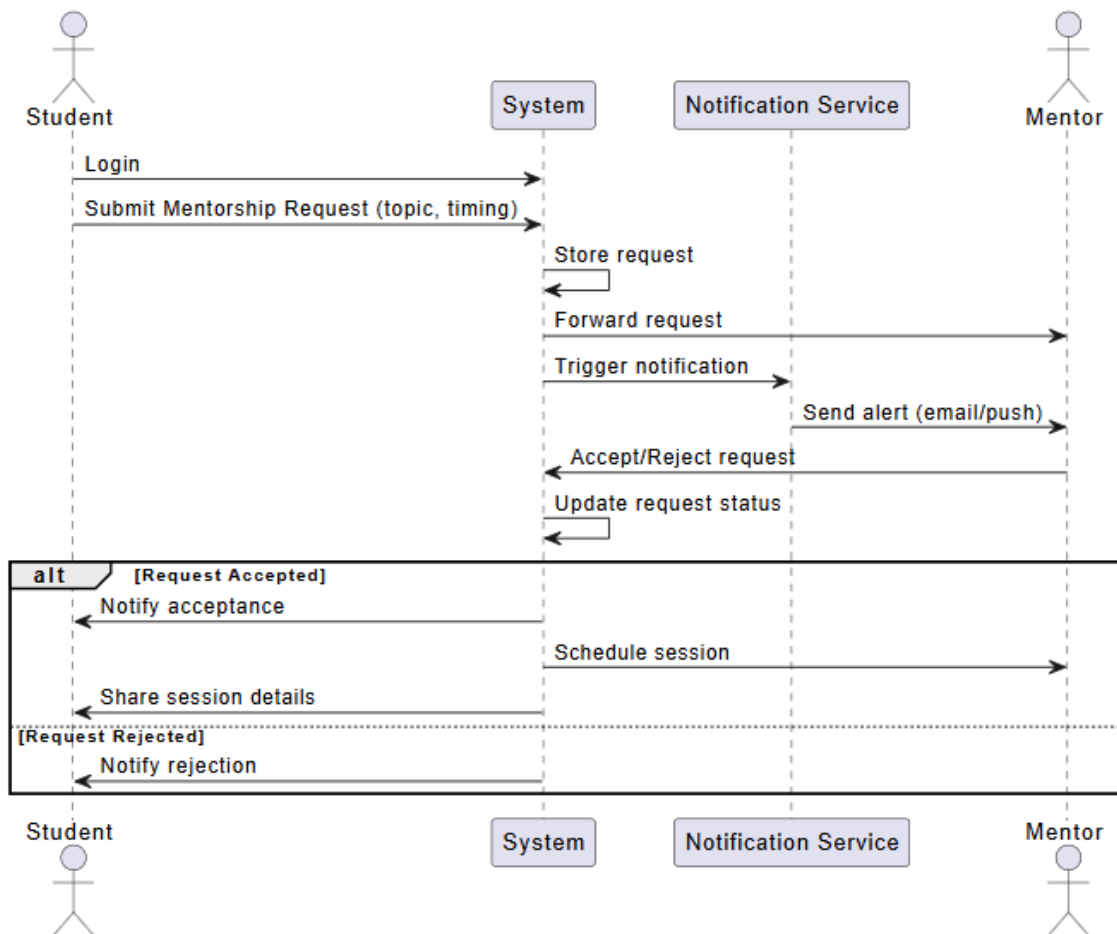 Student
System
Notification Service
Mentor
Login
Submit Mentorship Request (topic, timing)
Store request
Forward request
Trigger notification
Send alert (email/push)
Accept/Reject request
Update request status
alt [Request Accepted]
Notify acceptance
Schedule session
Share session details
[Request Rejected]
Notify rejection
Student
System
Notification Service
Mentor